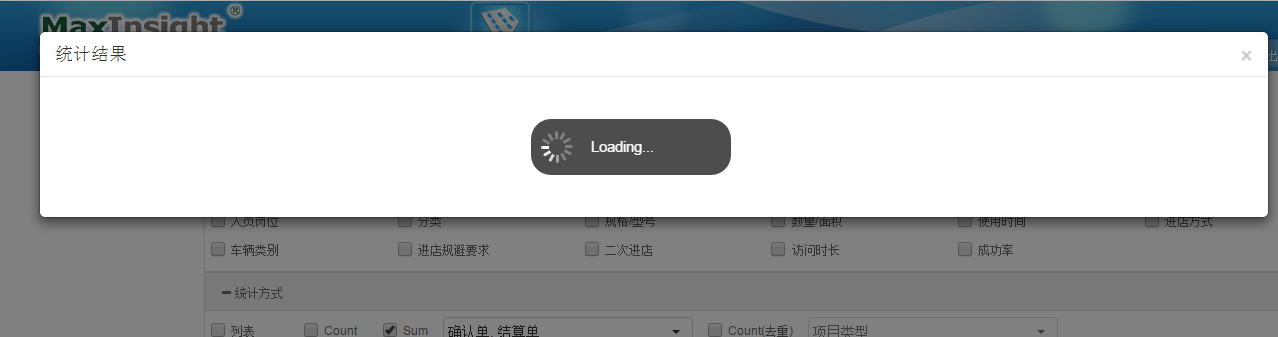 MaxInsight®
统计结果
×
出
Loading...
人员岗位 分类 规格/型号 数量/面积 使用时间 进店方式
车辆类别 进店规避要求 二次进店 访问时长 成功率
统计方式
列表 Count Sum 确认单, 结算单 Count(去重) 项目类型